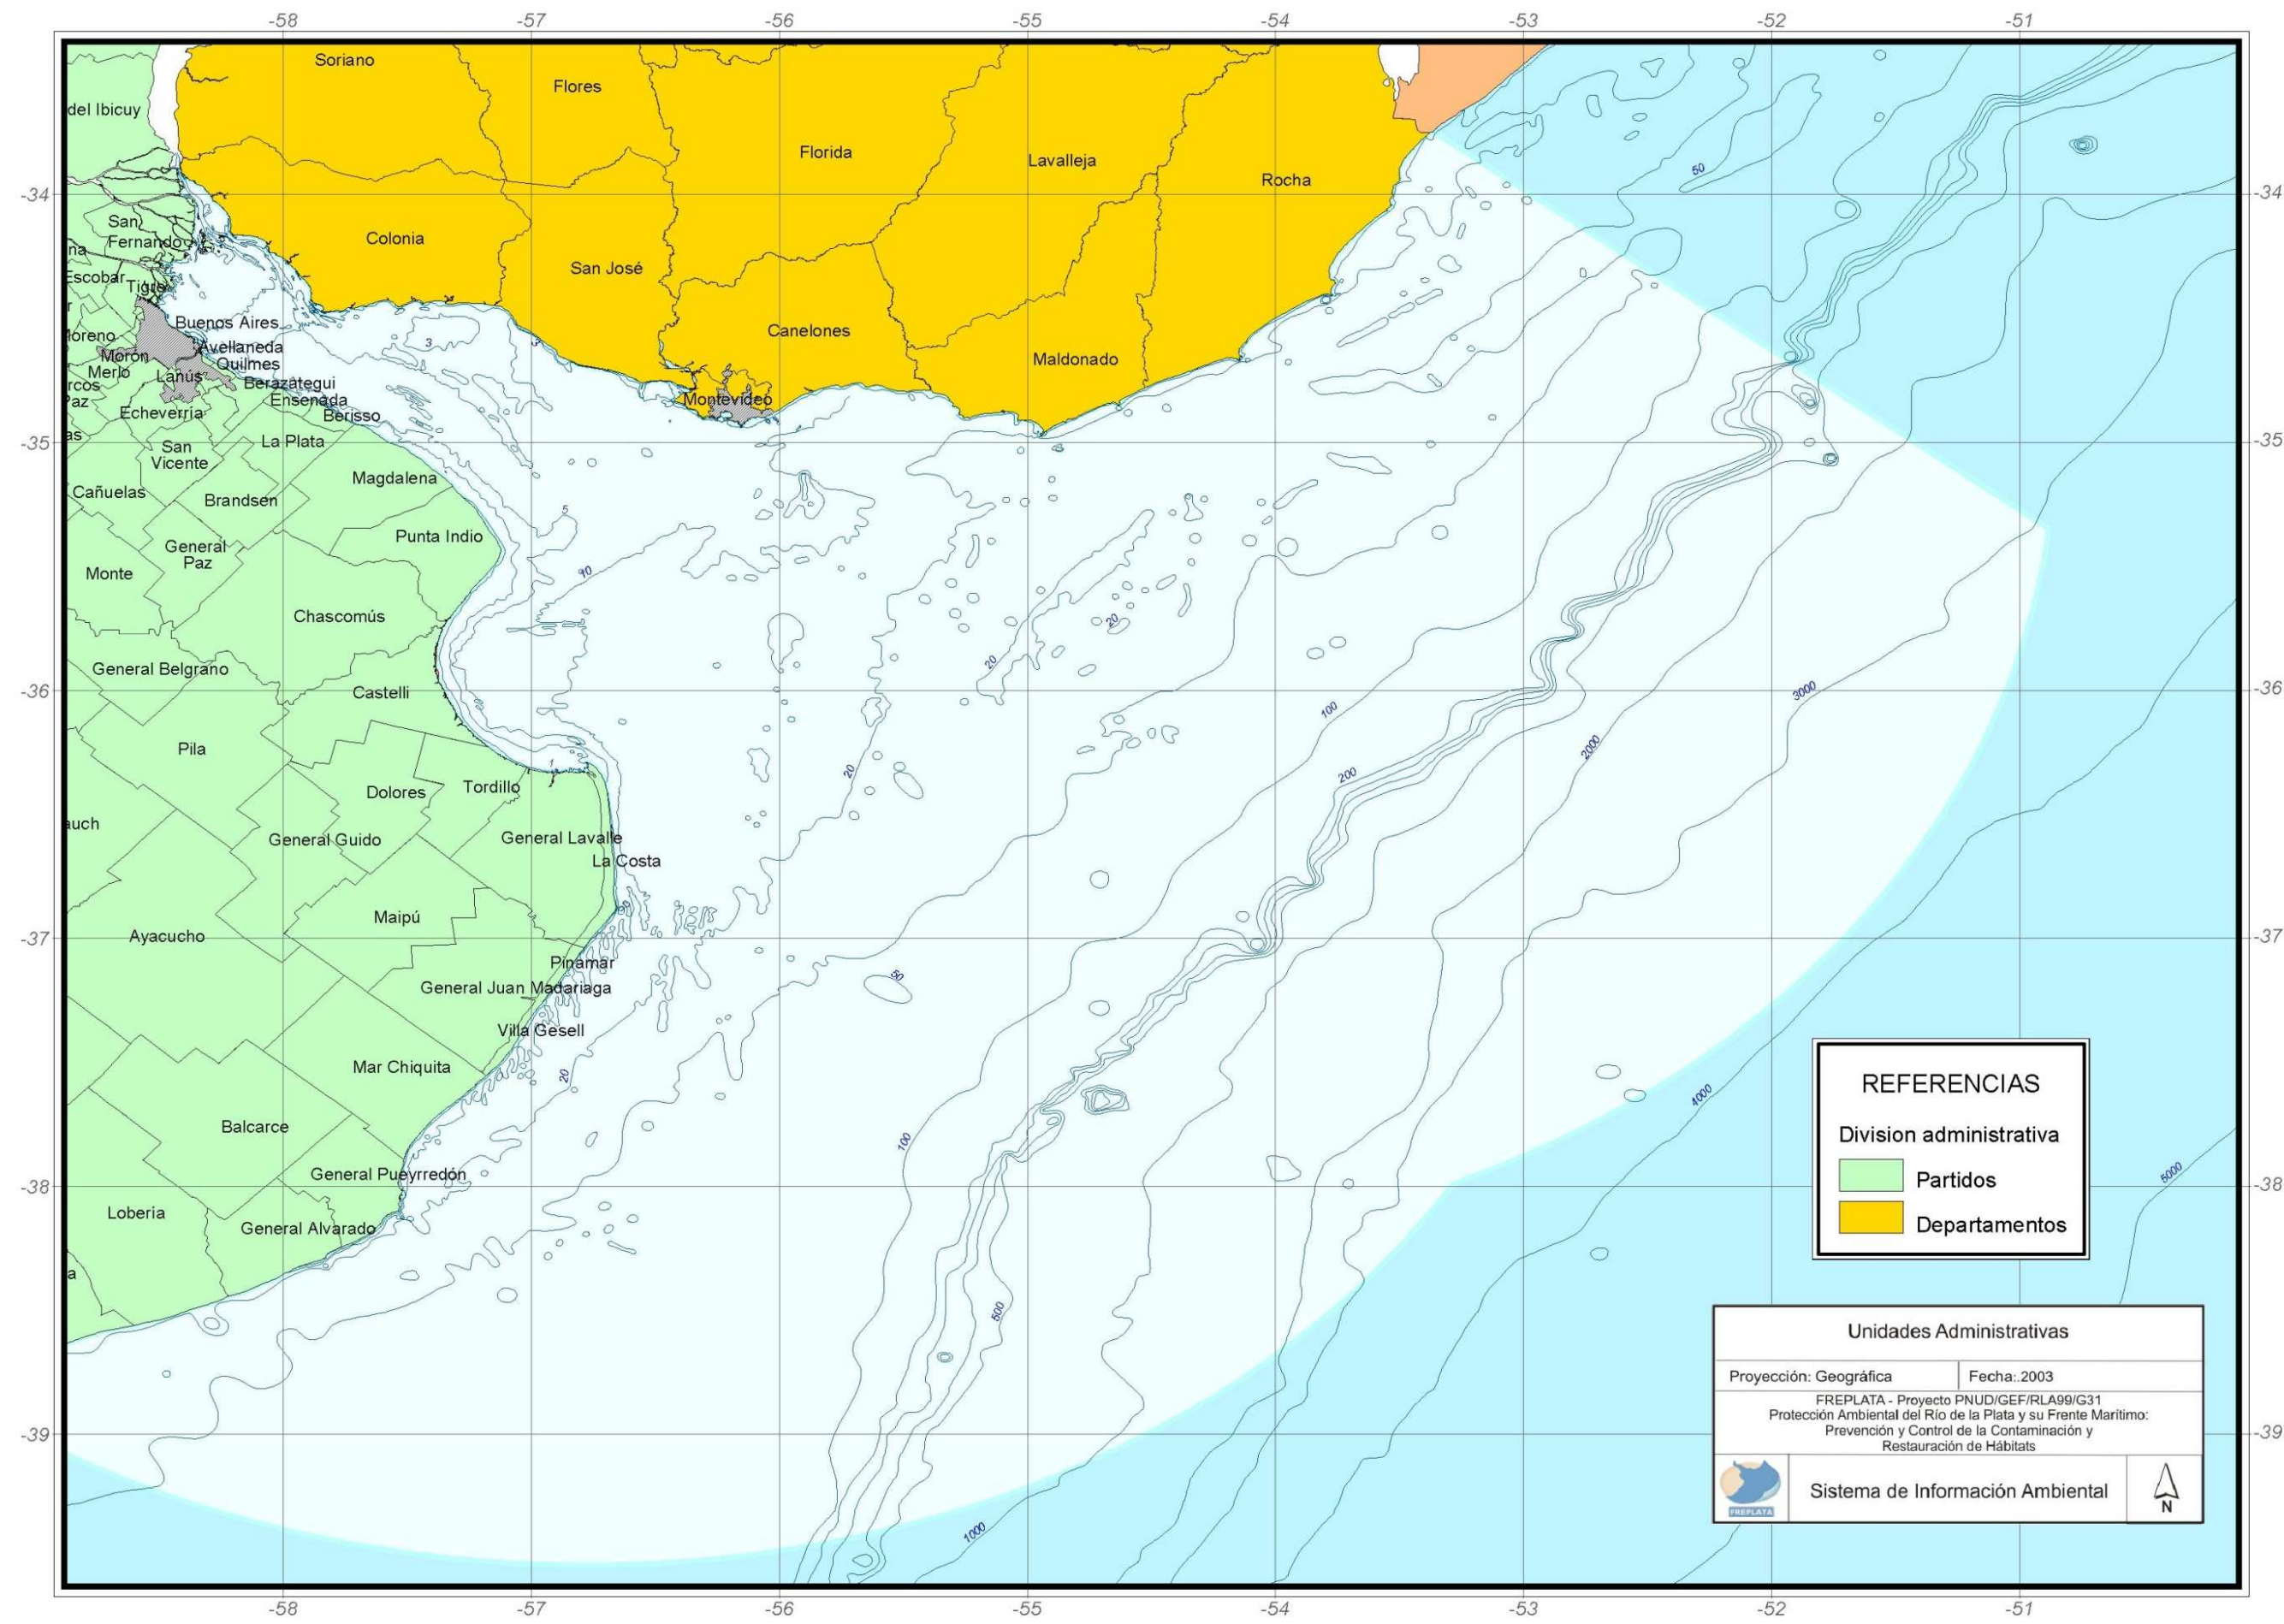 -58 -57 -56 -55 -54 -53 -52 -51
Soriano
Flores
del Ibicuy
Florida
Lavalleja
Rocha
50
-34 -34
San
Fernando
Colonia
na
San José
Escobar
Tigre
r
Buenos Aires
Canelones
Moreno
3
Avellaneda
Morón
Quilmes
Maldonado
Merlo
Lanús
Berazategui
rcos
Paz
Ensenada
Montevideo
Echeverría
Berisso
as
-35 -35
La Plata
San
Vicente
Magdalena
Cañuelas
Brandsen
5
Punta Indio
General
Paz
Monte
10
Chascomús
20
20
General Belgrano
-36 -36
Castelli
3000
100
Pila
2000
1
20
200
Dolores
Tordillo
auch
General Guido
General Lavalle
La Costa
Maipú
Ayacucho
-37 -37
Pinamar
50
General Juan Madariaga
Villa Gesell
Mar Chiquita
20
4000
Balcarce
100
General Pueyrredón
5000
-38 -38
Lobería
General Alvarado
a
500
-39 -39
1000
REFERENCIAS
Division administrativa
Partidos
Departamentos
Unidades Administrativas
Proyección: Geográfica Fecha:.2003
FREPLATA - Proyecto PNUD/GEF/RLA99/G31
Protección Ambiental del Río de la Plata y su Frente Marítimo:
Prevención y Control de la Contaminación y
Restauración de Hábitats
FREPLATA
Sistema de Información Ambiental
N
-58 -57 -56 -55 -54 -53 -52 -51